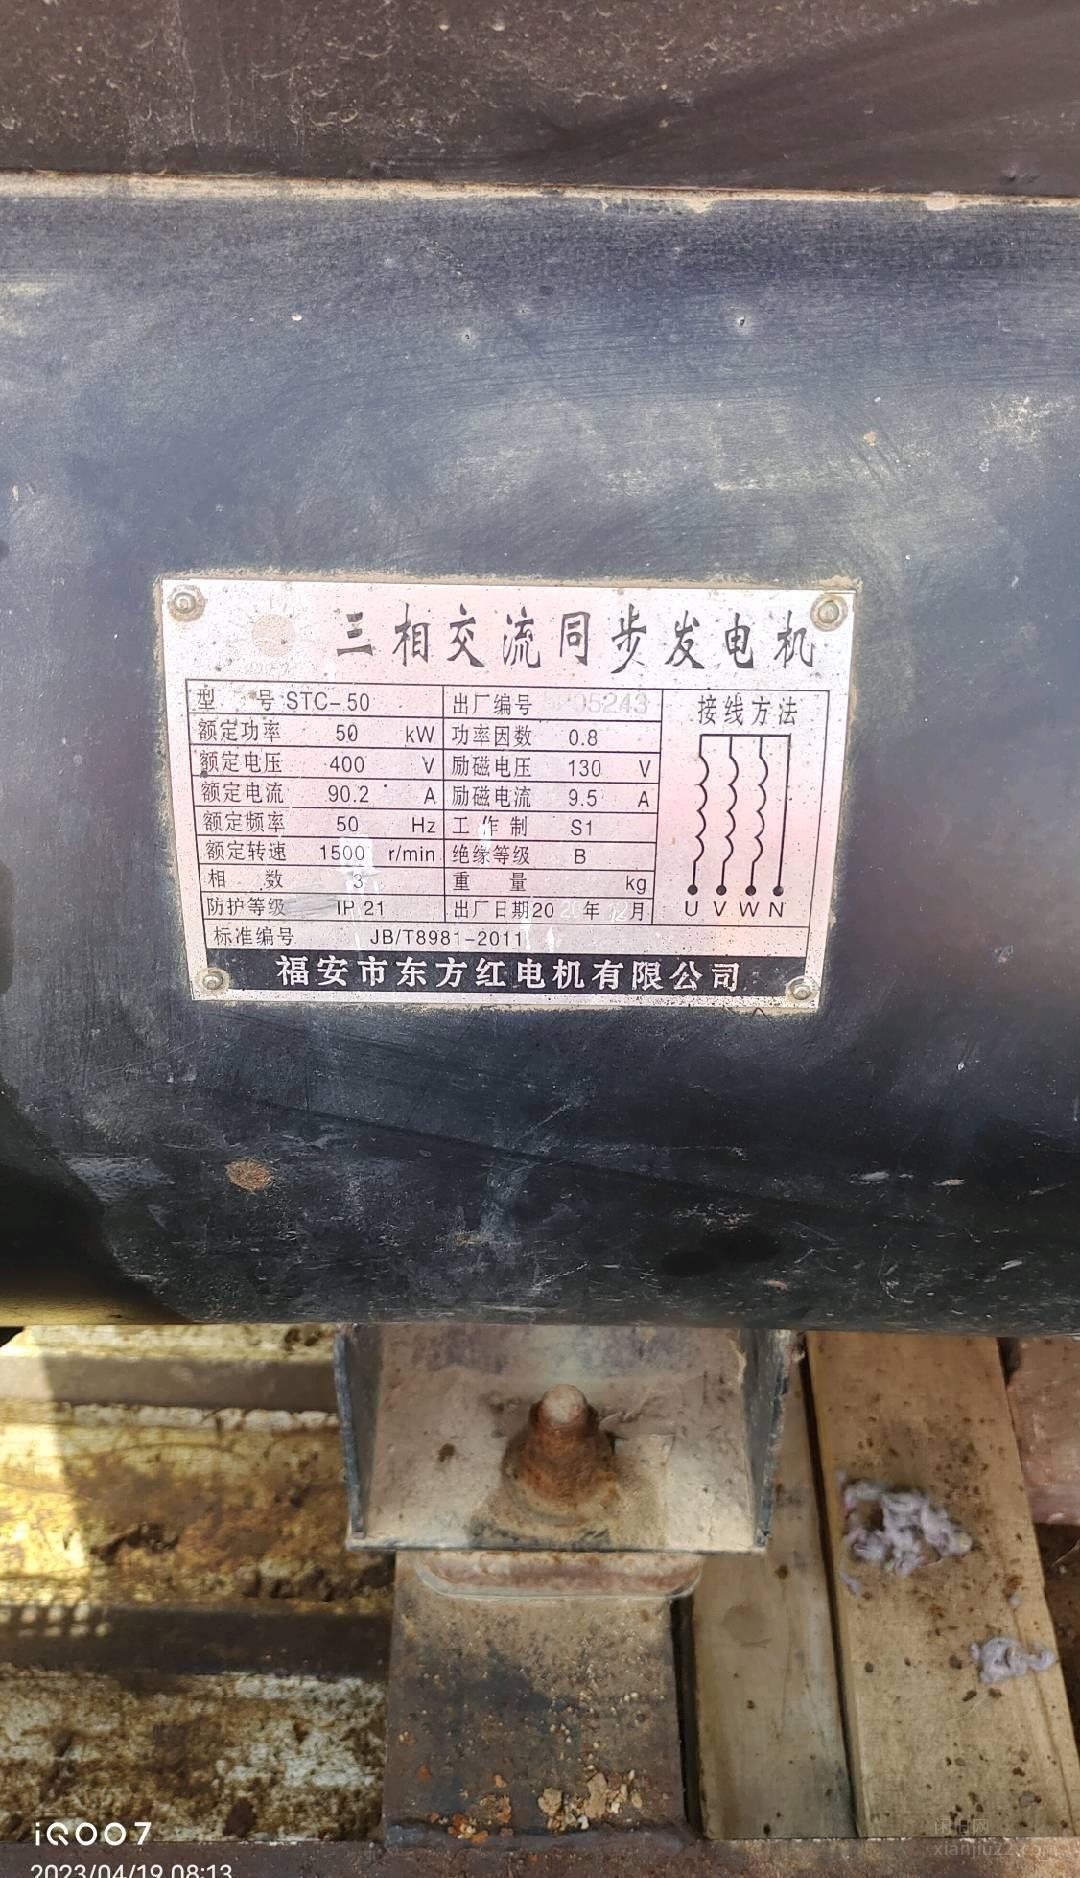 三相交流同步发电机
型 号 STC-50 出厂编号 05243 接线方法
额定功率 50 kW 功率因数 0.8
额定电压 400 V 励磁电压 130 V
额定电流 90.2 A 励磁电流 9.5 A
额定频率 50 Hz 工作制 S1
额定转速 1500 r/min 绝缘等级 B
相 数 3 重 量 kg
防护等级 IP 21 出厂日期 20 年 月 U V W N
标准编号 JB/T8981-2011
福安市东方红电机有限公司
iQOO7
2023/04/19 08:13